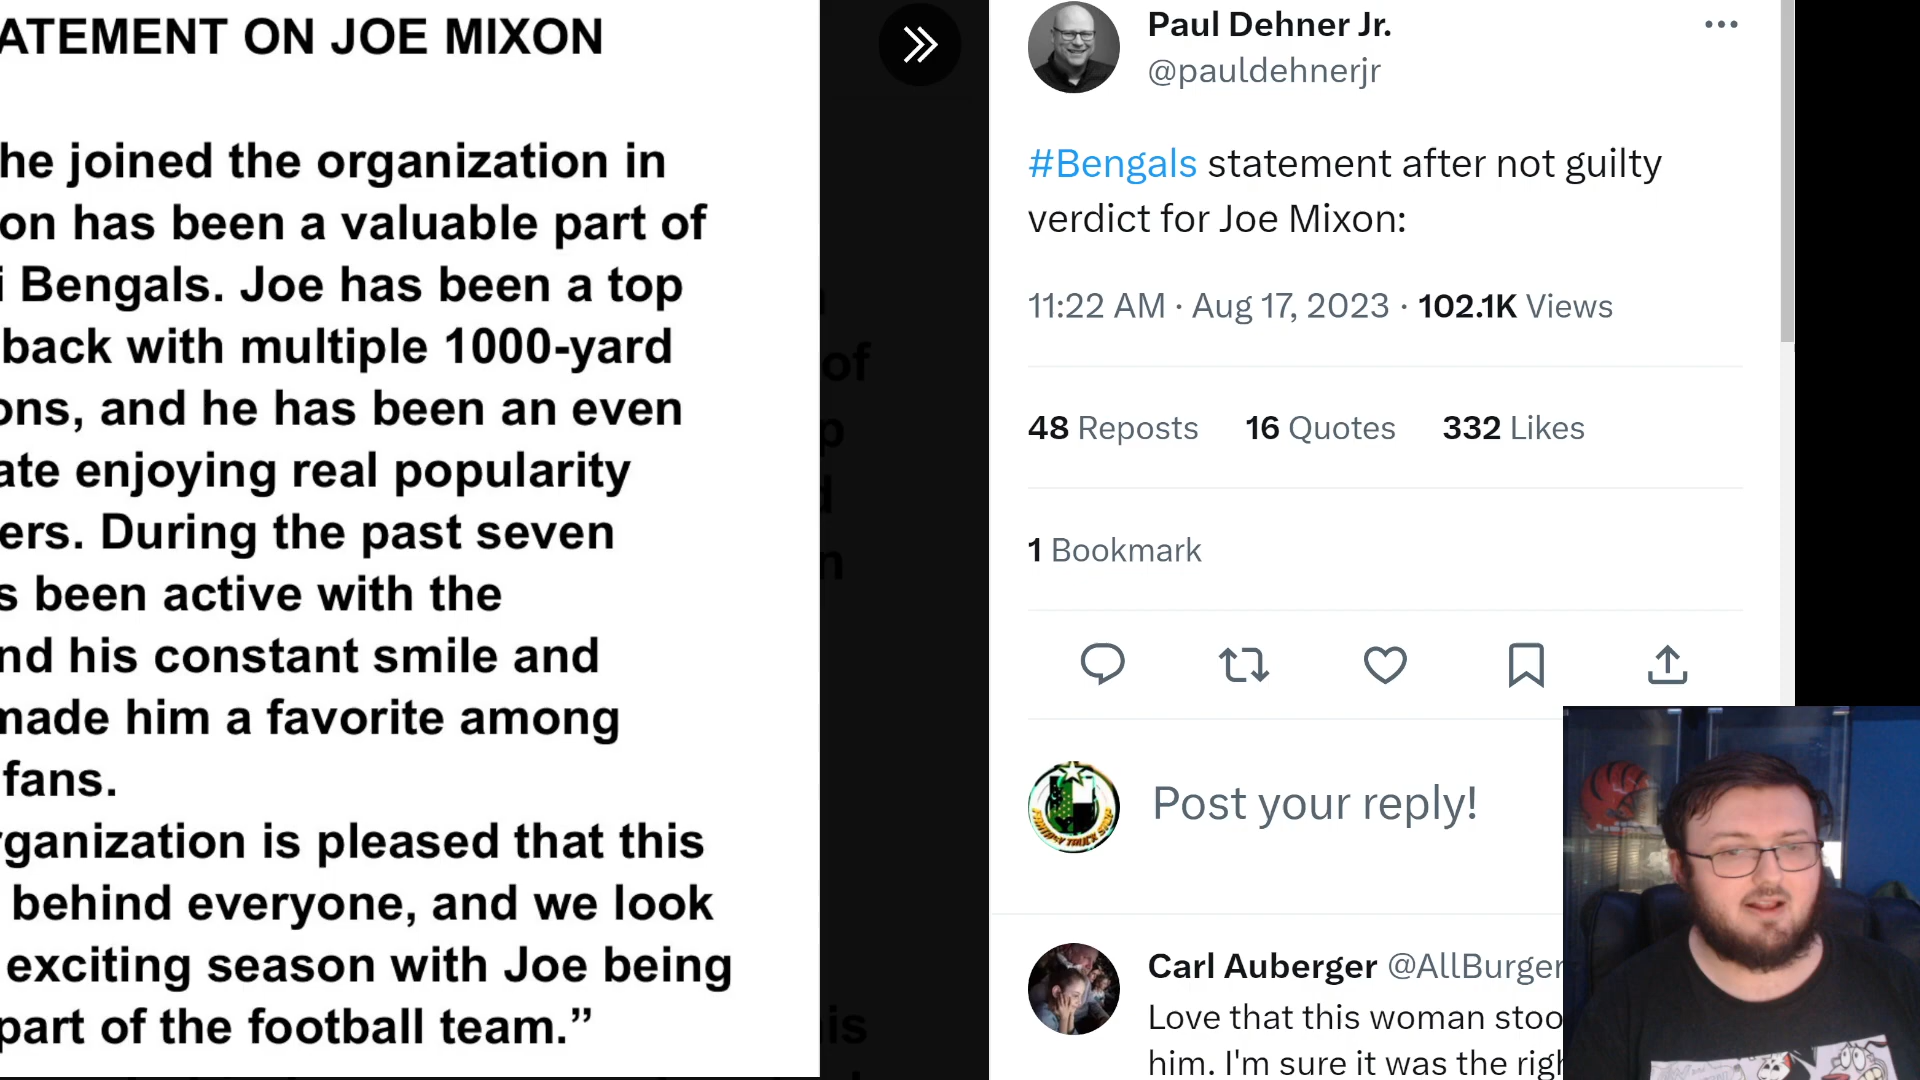 ATEMENT ON JOE MIXON
he joined the organization in
on has been a valuable part of
i Bengals. Joe has been a top
back with multiple 1000-yard
ons, and he has been an even
ate enjoying real popularity
ers. During the past seven
s been active with the
nd his constant smile and
made him a favorite among
fans.
rganization is pleased that this
behind everyone, and we look
exciting season with Joe being
part of the football team.”
of
p
d
n
is
Paul Dehner Jr.
@pauldehnerjr
#Bengals statement after not guilty
verdict for Joe Mixon:
11:22 AM · Aug 17, 2023 · 102.1K Views
48 Reposts 16 Quotes 332 Likes
1 Bookmark
Post your reply!
Carl Auberger @AllBurger
Love that this woman stoo
him. I'm sure it was the righ